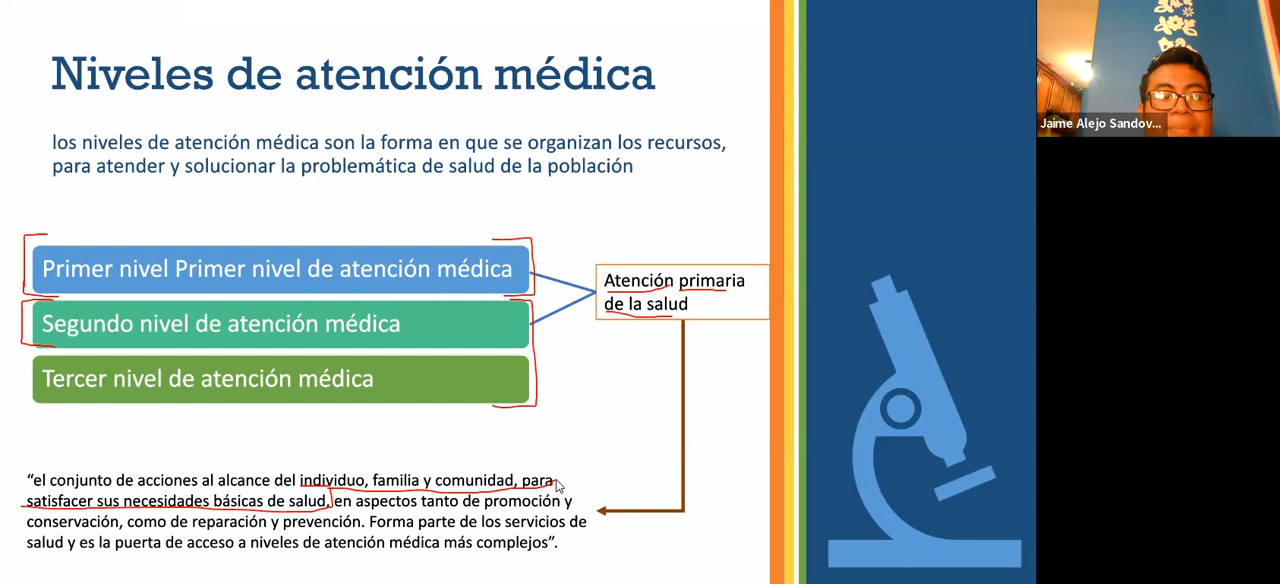 Niveles de atención médica
los niveles de atención médica son la forma en que se organizan los recursos,
para atender y solucionar la problemática de salud de la población
Primer nivel Primer nivel de atención médica
Segundo nivel de atención médica
Tercer nivel de atención médica
Atención primaria
de la salud
“el conjunto de acciones al alcance del individuo, familia y comunidad, para
satisfacer sus necesidades básicas de salud, en aspectos tanto de promoción y
conservación, como de reparación y prevención. Forma parte de los servicios de
salud y es la puerta de acceso a niveles de atención médica más complejos”.
Jaime Alejo Sandov...